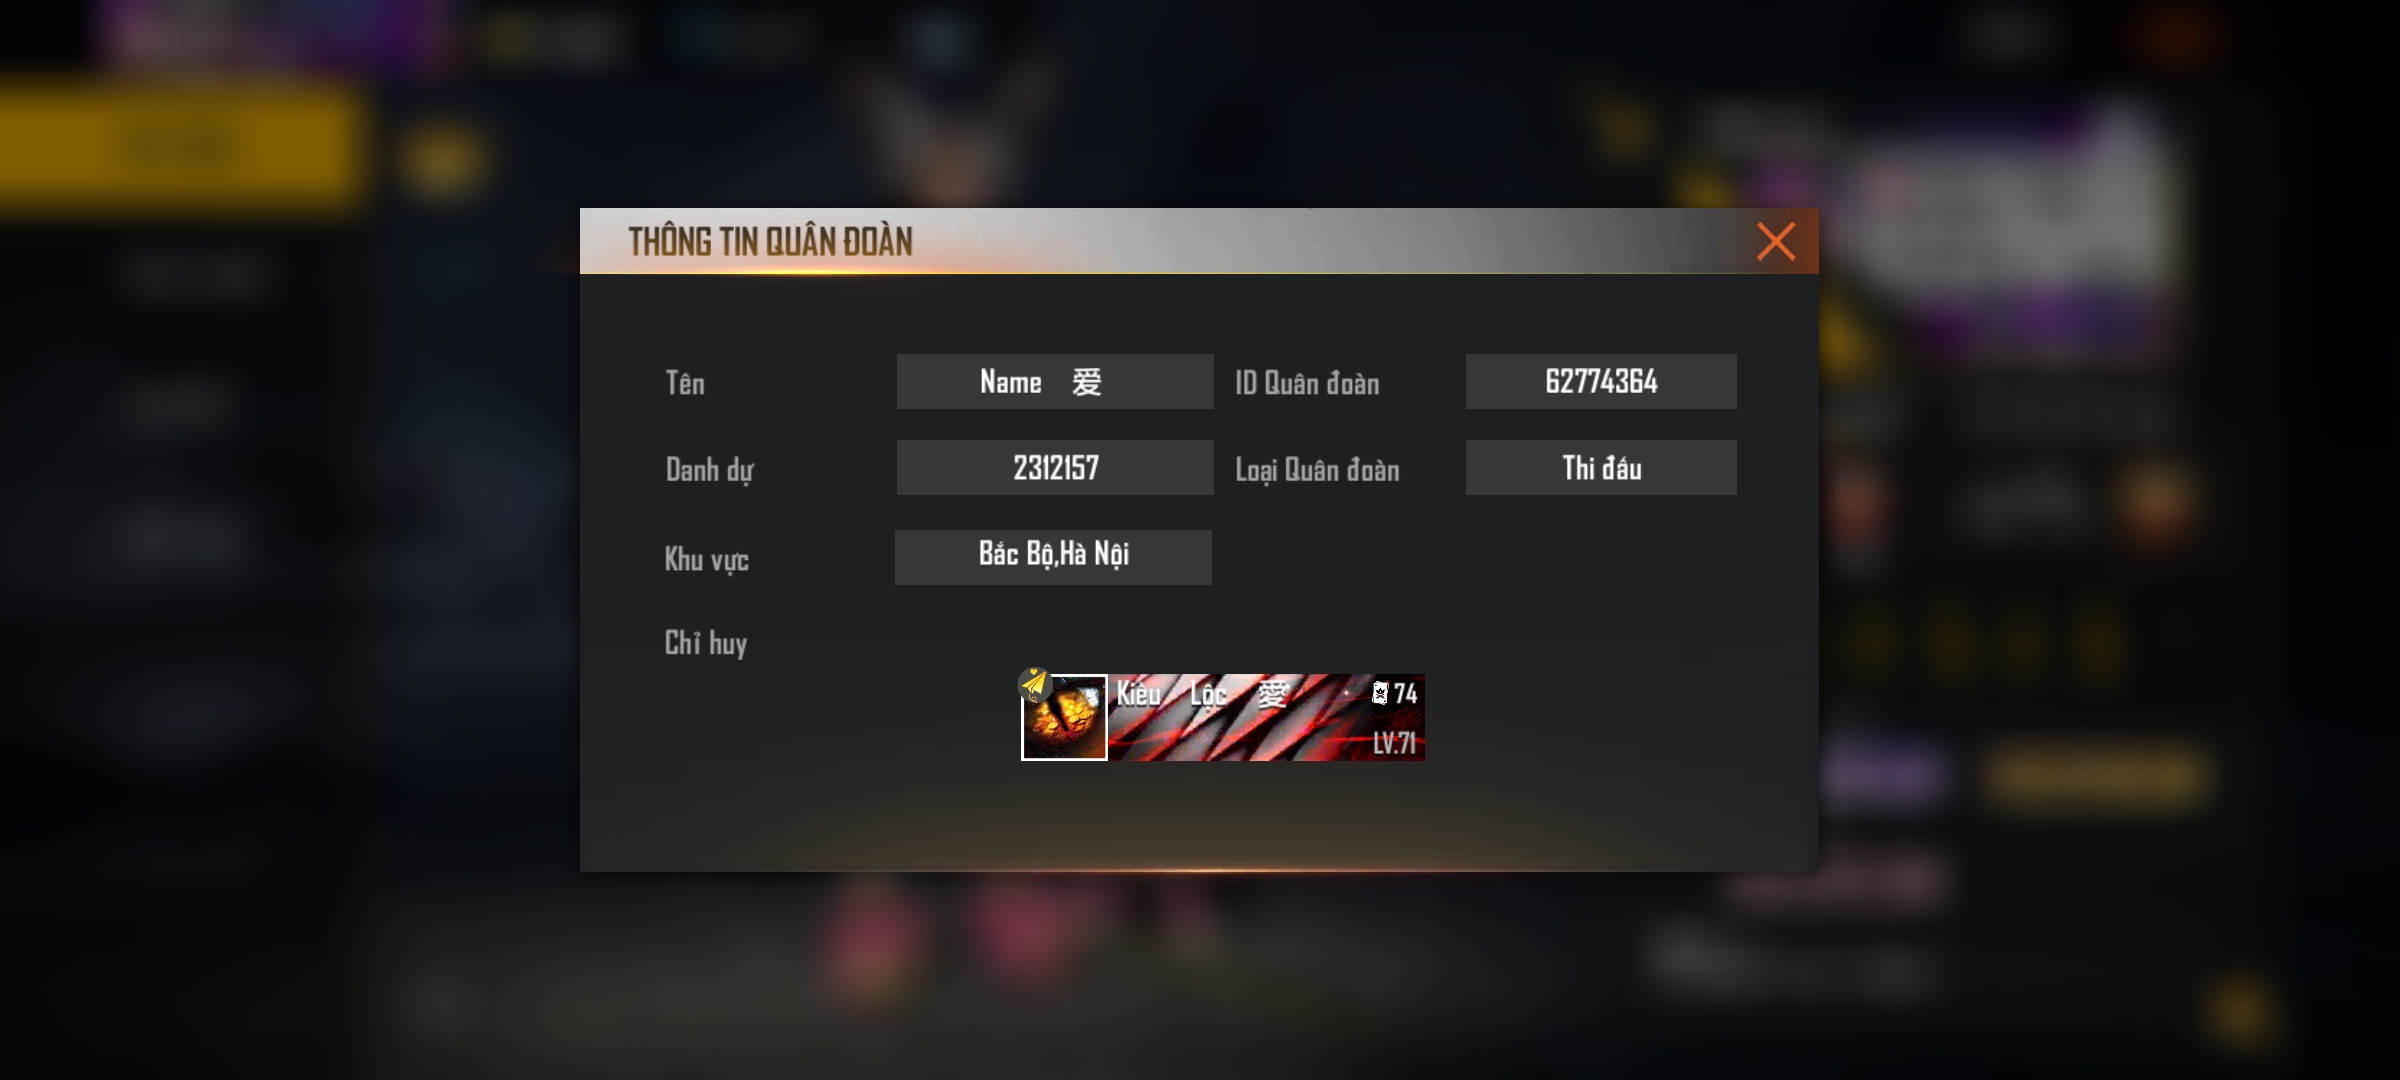 THÔNG TIN QUÂN ĐOÀN
Tên
Name 爱
ID Quân đoàn
62774364
Danh dự
2312157
Loại Quân đoàn
Thi đấu
Khu vực
Bắc Bộ,Hà Nội
Chỉ huy
Kiều Lộc 愛
74
LV.71